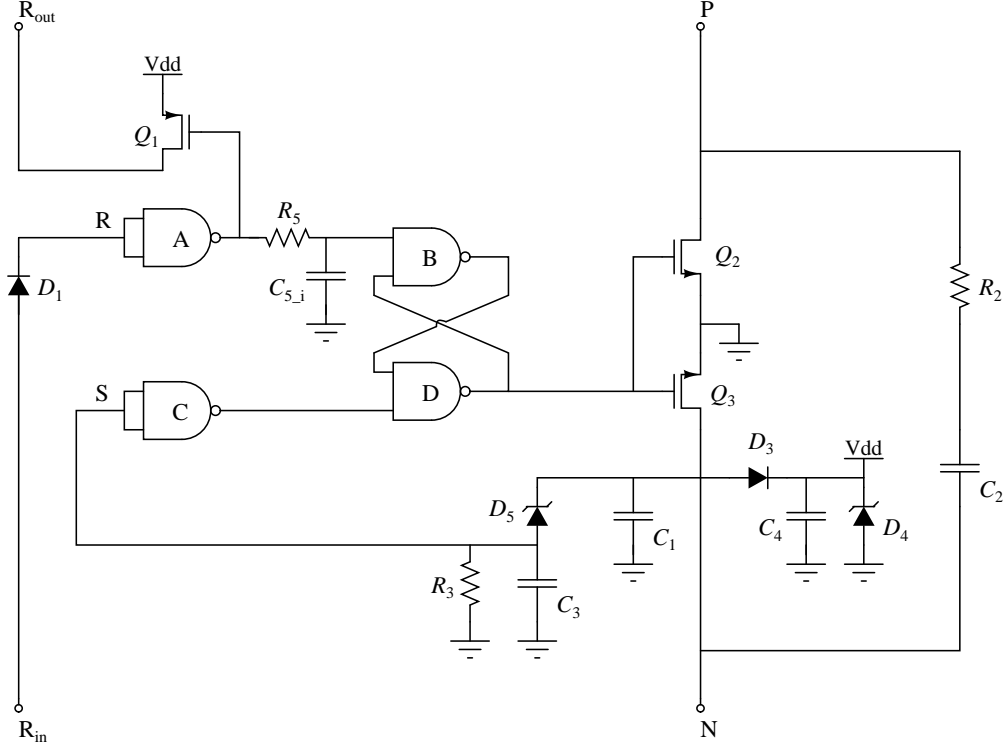 R_out
P
Vdd
Q_1
R
A
R_5
B
C_5_i
D_1
Q_2
R_2
S
C
D
Q_3
D_3
Vdd
D_5
C_1
C_4
D_4
C_2
R_3
C_3
R_in
N